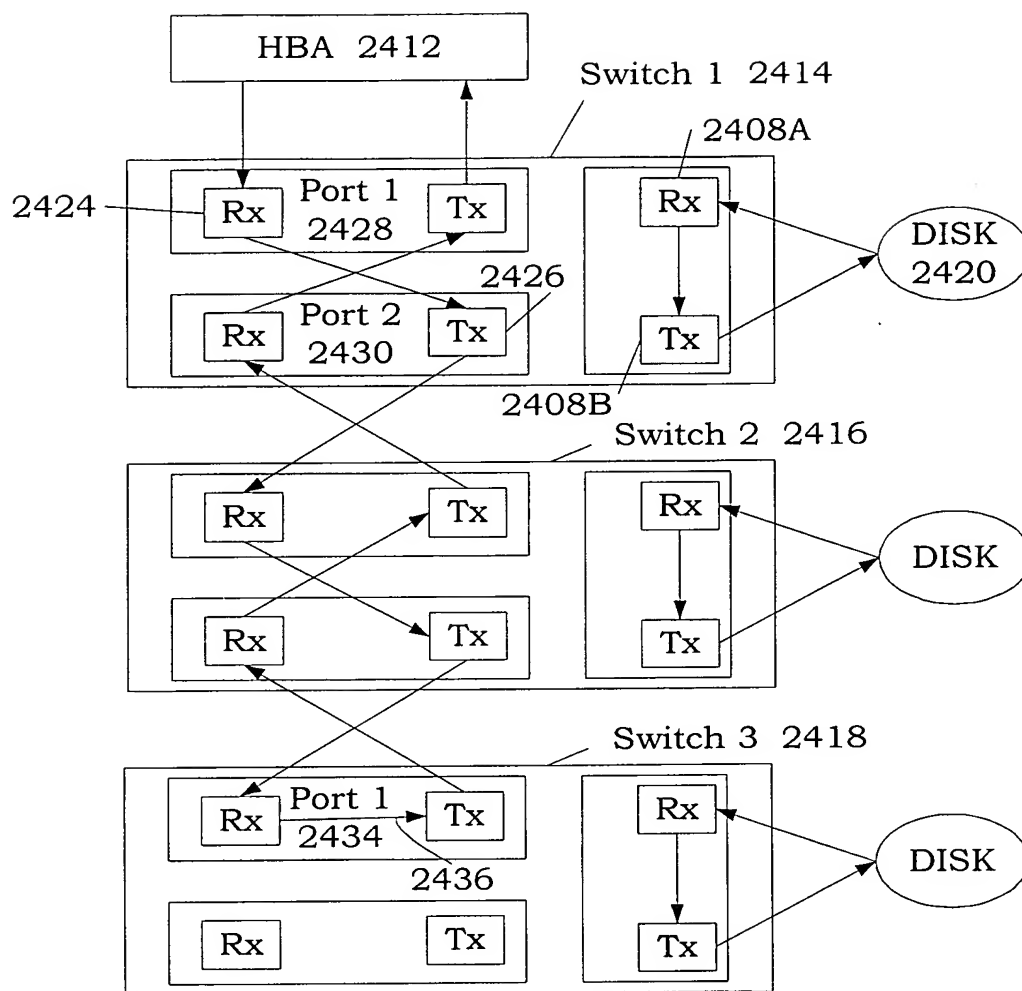 HBA 2412
Switch 1 2414
2408A
2424
Rx
Port 1
2428
Tx
Rx
DISK
2420
2426
Rx
Port 2
2430
Tx
Tx
2408B
Switch 2 2416
Rx
Tx
Rx
DISK
Rx
Tx
Tx
Switch 3 2418
Rx
Port 1
2434
Tx
Rx
2436
DISK
Rx
Tx
Tx